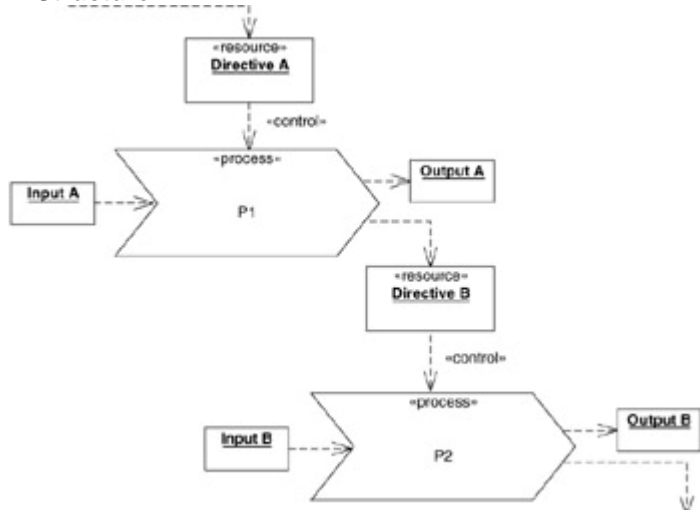 «resource»
Directive A
«control»
«process»
Output A
Input A
P1
«resource»
Directive B
«control»
«process»
Output B
Input B
P2